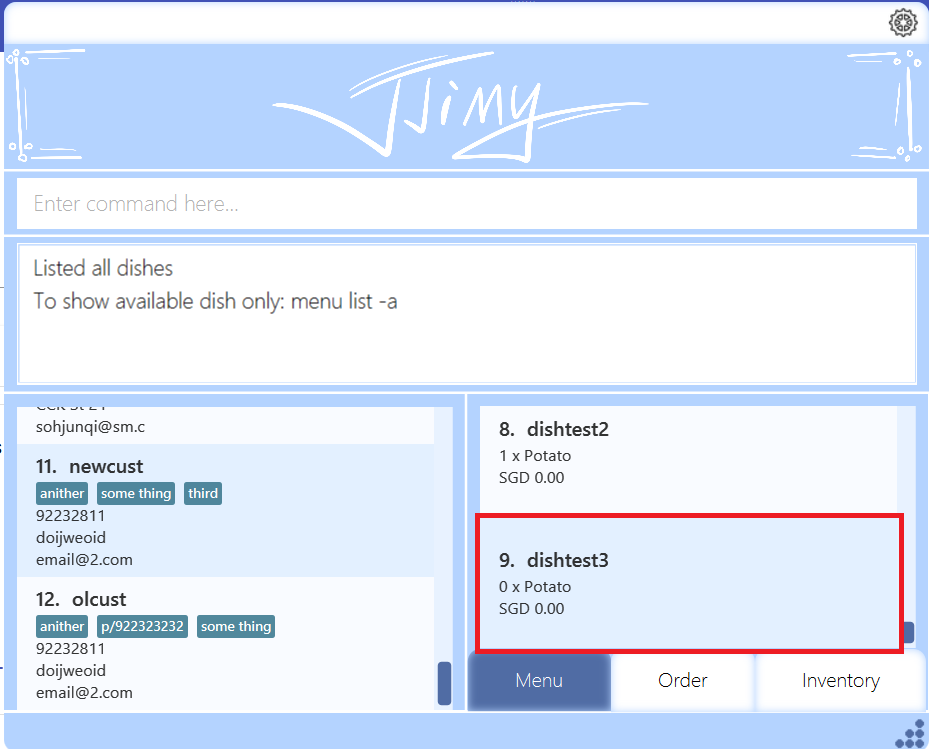 JJIMY
Enter command here...
Listed all dishes
To show available dish only: menu list -a
sohjunqi@sm.c
11. newcust
anither some thing third
92232811
doijweoid
email@2.com
12. olcust
anither p/922323232 some thing
92232811
doijweoid
email@2.com
8. dishtest2
1 x Potato
SGD 0.00
9. dishtest3
0 x Potato
SGD 0.00
Menu Order Inventory